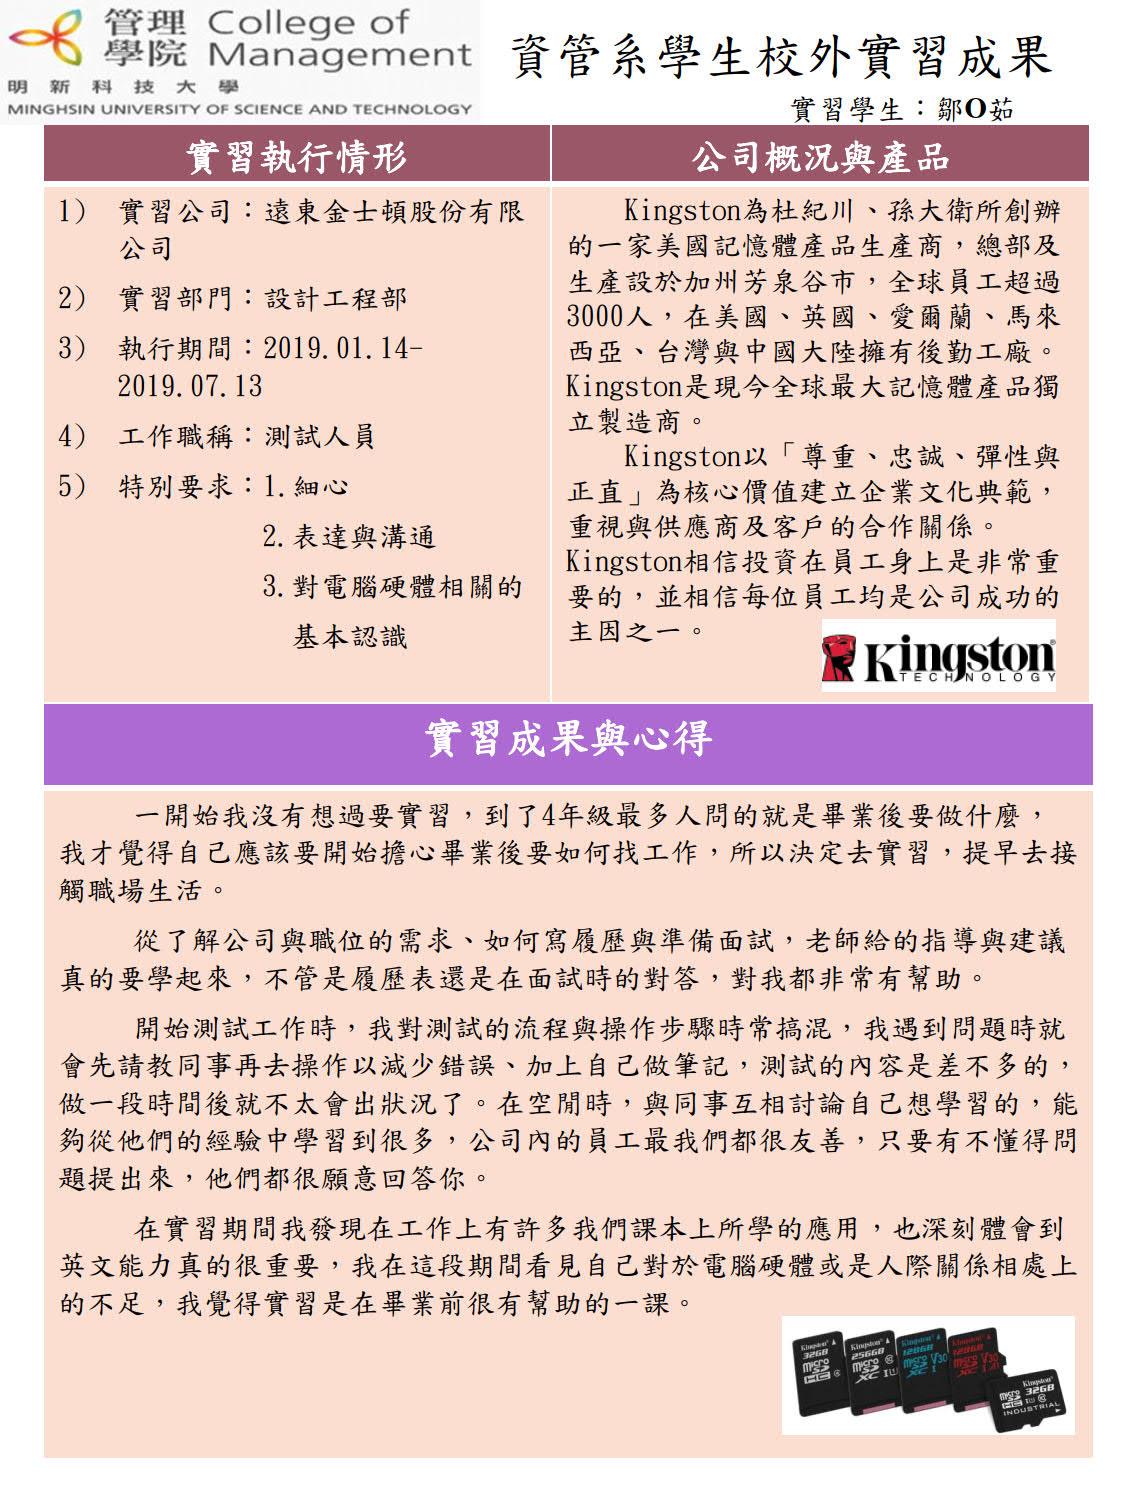 管理 College of
學院 Management
明新科技大學
MINGHSIN UNIVERSITY OF SCIENCE AND TECHNOLOGY
資管系學生校外實習成果
實習學生：鄒O茹
實習執行情形
1) 實習公司：遠東金士頓股份有限
公司
2) 實習部門：設計工程部
3) 執行期間：2019.01.14-
2019.07.13
4) 工作職稱：測試人員
5) 特別要求：1.細心
2.表達與溝通
3.對電腦硬體相關的
基本認識
公司概況與產品
Kingston為杜紀川、孫大衛所創辦
的一家美國記憶體產品生產商，總部及
生產設於加州芳泉谷市，全球員工超過
3000人，在美國、英國、愛爾蘭、馬來
西亞、台灣與中國大陸擁有後勤工廠。
Kingston是現今全球最大記憶體產品獨
立製造商。
Kingston以「尊重、忠誠、彈性與
正直」為核心價值建立企業文化典範，
重視與供應商及客戶的合作關係。
Kingston相信投資在員工身上是非常重
要的，並相信每位員工均是公司成功的
主因之一。
Kingston
TECHNOLOGY
實習成果與心得
一開始我沒有想過要實習，到了4年級最多人問的就是畢業後要做什麼，
我才覺得自己應該要開始擔心畢業後要如何找工作，所以決定去實習，提早去接
觸職場生活。
從了解公司與職位的需求、如何寫履歷與準備面試，老師給的指導與建議
真的要學起來，不管是履歷表還是在面試時的對答，對我都非常有幫助。
開始測試工作時，我對測試的流程與操作步驟時常搞混，我遇到問題時就
會先請教同事再去操作以減少錯誤、加上自己做筆記，測試的內容是差不多的，
做一段時間後就不太會出狀況了。在空閒時，與同事互相討論自己想學習的，能
夠從他們的經驗中學習到很多，公司內的員工最我們都很友善，只要有不懂得問
題提出來，他們都很願意回答你。
在實習期間我發現在工作上有許多我們課本上所學的應用，也深刻體會到
英文能力真的很重要，我在這段期間看見自己對於電腦硬體或是人際關係相處上
的不足，我覺得實習是在畢業前很有幫助的一課。
Kingston 32GB micro SD HC
Kingston 256GB micro SD XC
Kingston 128GB micro SD XC V30
Kingston 128GB micro SD XC V30
Kingston 32GB micro SD HC INDUSTRIAL